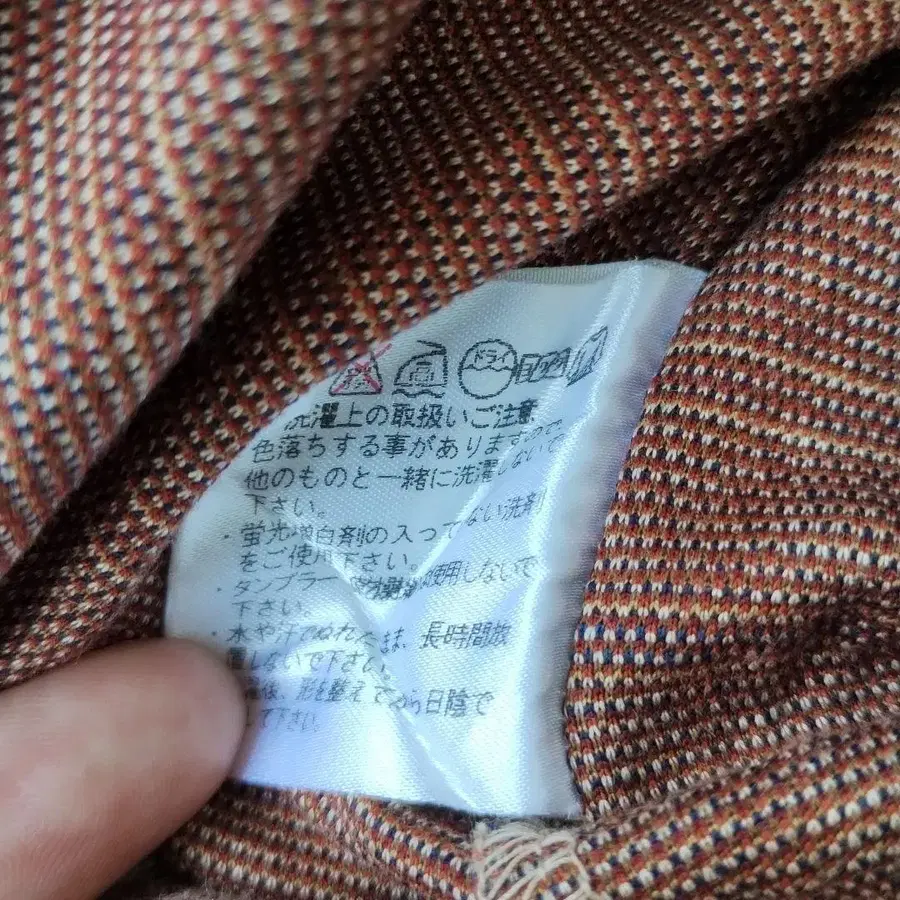 高 ドライ
洗濯上の取扱いご注意
色落ちする事がありますので
他のものと一緒に洗濯しないで
下さい。
・蛍光増白剤の入ってない洗剤
をご使用下さい。
・タンブラー は使用しないで
下さい。
・水や汗でぬれたまま、長時間放
置しないで下さい。
後、形を整えてから日陰で
して下さい。